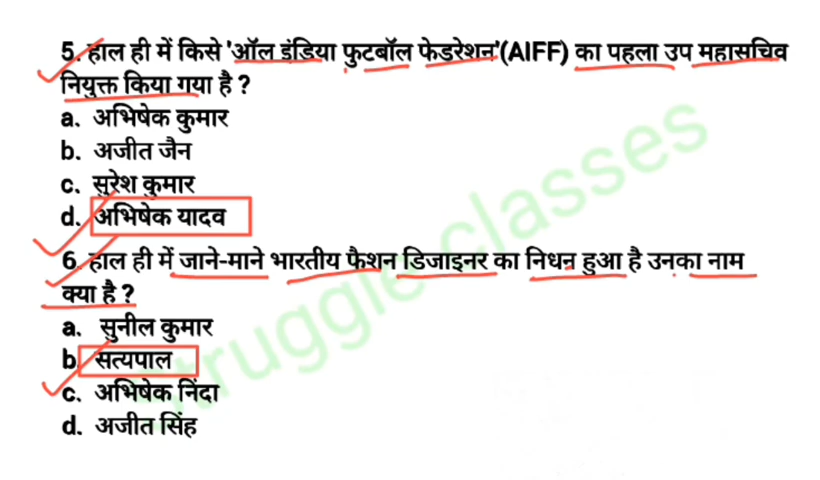 5. हाल ही में किसे 'ऑल इंडिया फुटबॉल फेडरेशन'(AIFF) का पहला उप महासचिव
नियुक्त किया गया है ?
a. अभिषेक कुमार
b. अजीत जैन
c. सुरेश कुमार
d. अभिषेक यादव
6. हाल ही में जाने-माने भारतीय फैशन डिजाइनर का निधन हुआ है उनका नाम
क्या है ?
a. सुनील कुमार
b. सत्यपाल
c. अभिषेक निंदा
d. अजीत सिंह
struggle classes